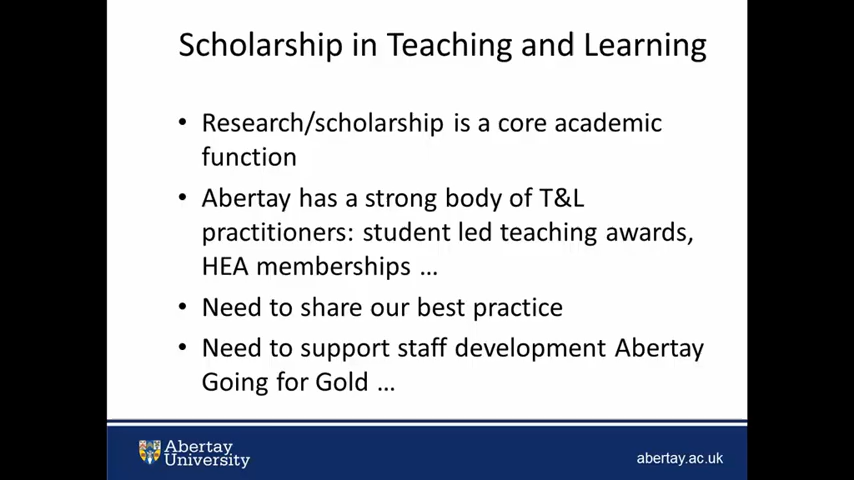 Scholarship in Teaching and Learning
• Research/scholarship is a core academic
function
• Abertay has a strong body of T&L
practitioners: student led teaching awards,
HEA memberships ...
• Need to share our best practice
• Need to support staff development Abertay
Going for Gold ...
Abertay
University
abertay.ac.uk